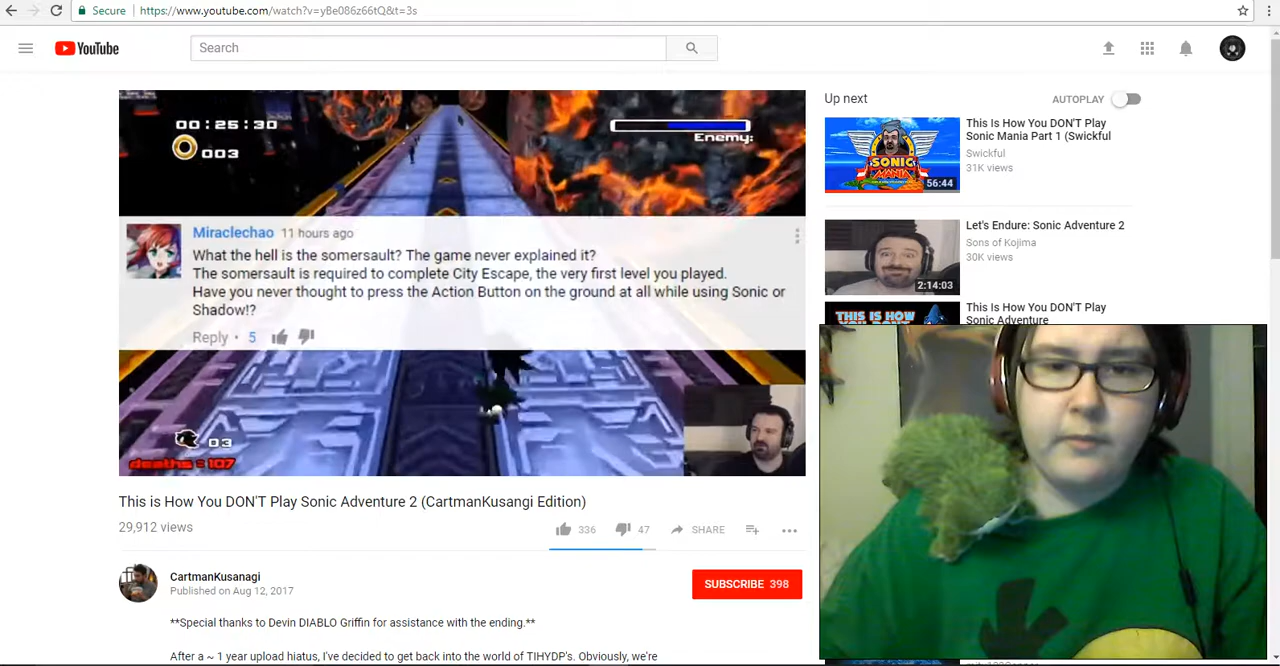 Secure https://www.youtube.com/watch?v=yBe086z66tQ&t=3s
YouTube
Search
00:25:30
003
Enemy:
Miraclechao 11 hours ago
What the hell is the somersault? The game never explained it?
The somersault is required to complete City Escape, the very first level you played.
Have you never thought to press the Action Button on the ground at all while using Sonic or
Shadow!?
Reply · 5
03
deaths: 107
This is How You DON'T Play Sonic Adventure 2 (CartmanKusangi Edition)
29,912 views
336
47
SHARE
CartmanKusanagi
Published on Aug 12, 2017
SUBSCRIBE 398
**Special thanks to Devin DIABLO Griffin for assistance with the ending.**
After a ~ 1 year upload hiatus, I've decided to get back into the world of TIHYDP's. Obviously, we're
Up next
AUTOPLAY
SONIC
MANIA
56:44
This Is How You DON'T Play
Sonic Mania Part 1 (Swickful
Swickful
31K views
2:14:03
Let's Endure: Sonic Adventure 2
Sons of Kojima
30K views
THIS IS HOW
This Is How You DON'T Play
Sonic Adventure